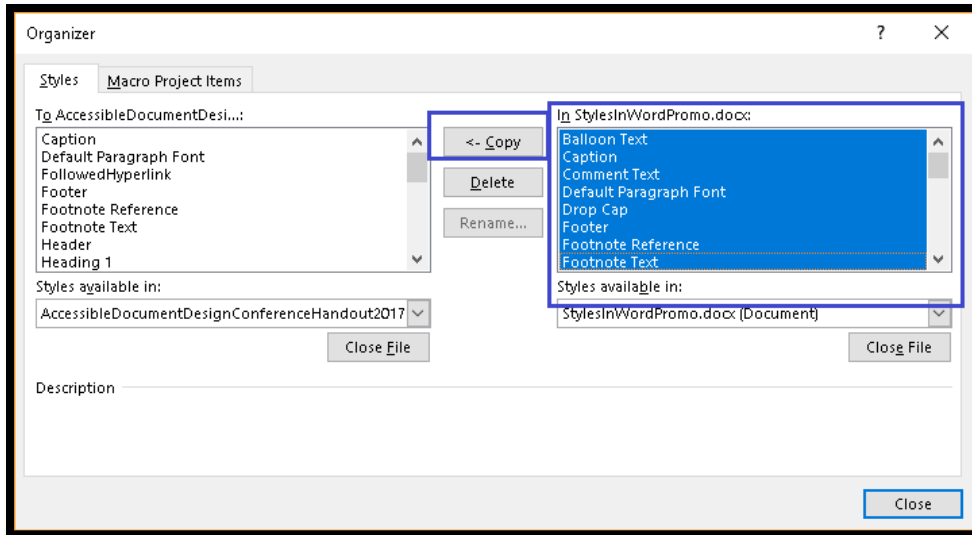 Organizer
?
Styles
Macro Project Items
To AccessibleDocumentDesi...:
Caption
Default Paragraph Font
FollowedHyperlink
Footer
Footnote Reference
Footnote Text
Header
Heading 1
Styles available in:
AccessibleDocumentDesignConferenceHandout2017
Close File
<- Copy
Delete
Rename...
In StylesInWordPromo.docx:
Balloon Text
Caption
Comment Text
Default Paragraph Font
Drop Cap
Footer
Footnote Reference
Footnote Text
Styles available in:
StylesInWordPromo.docx (Document)
Close File
Description
Close